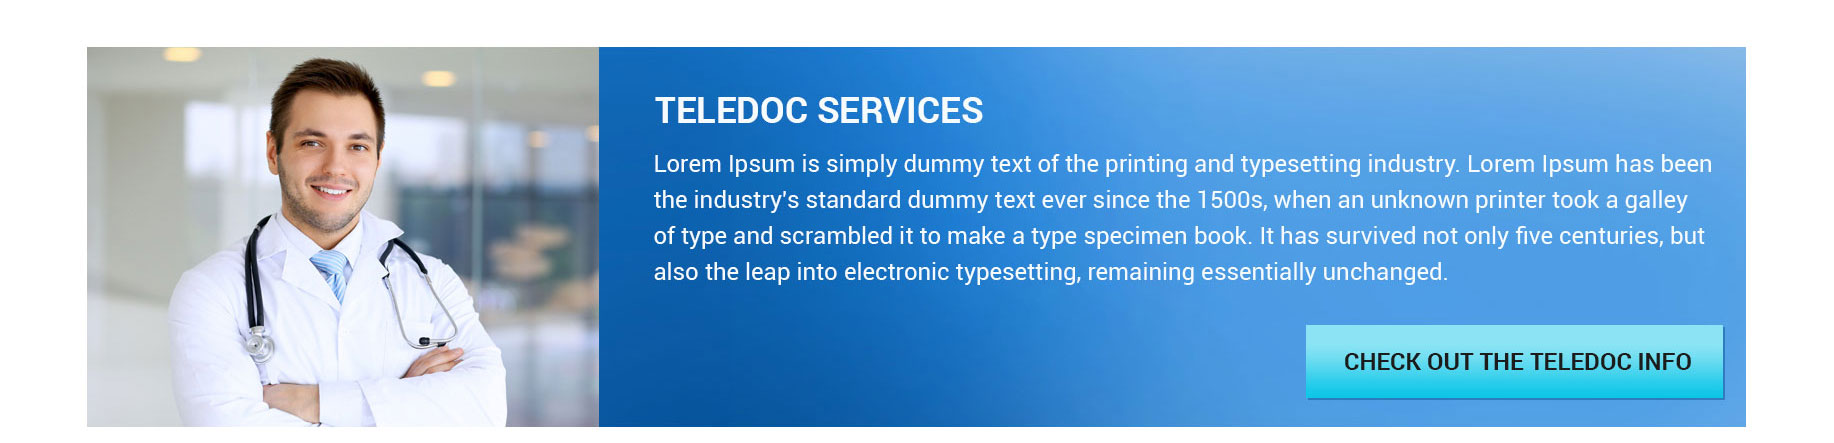 TELEDOC SERVICES
Lorem Ipsum is simply dummy text of the printing and typesetting industry. Lorem Ipsum has been
the industry's standard dummy text ever since the 1500s, when an unknown printer took a galley
of type and scrambled it to make a type specimen book. It has survived not only five centuries, but
also the leap into electronic typesetting, remaining essentially unchanged.
CHECK OUT THE TELEDOC INFO